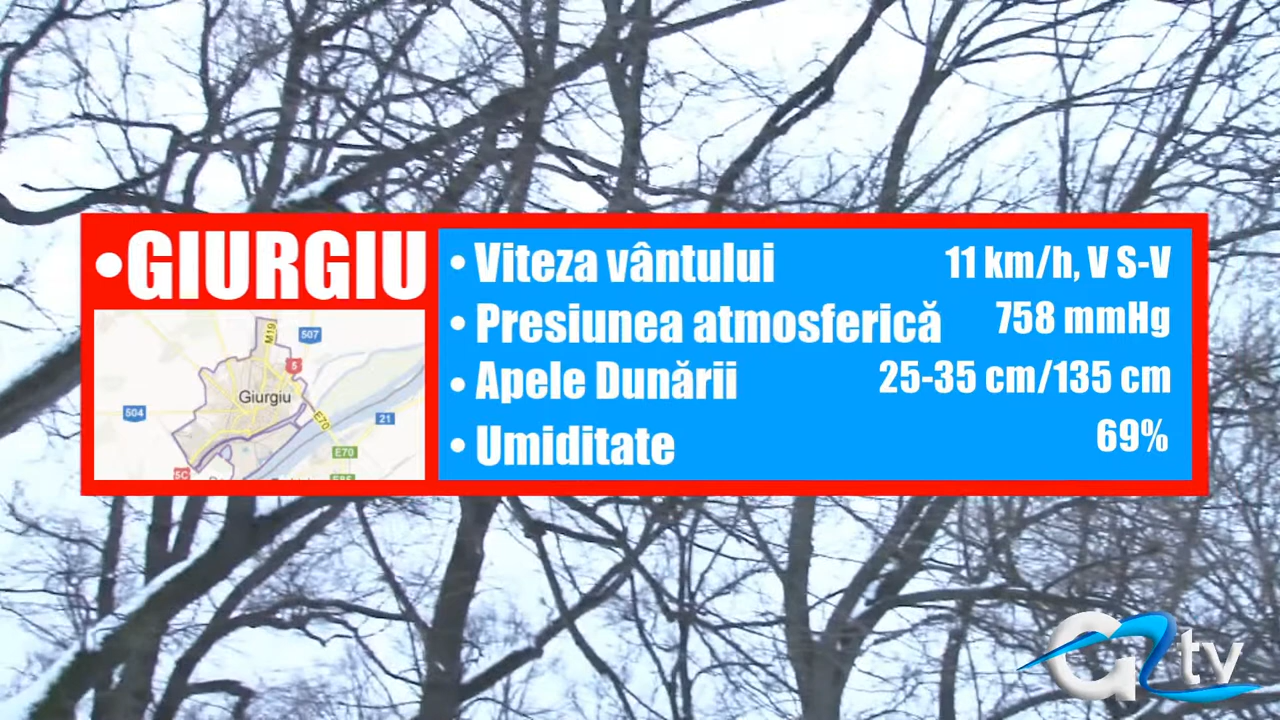 •GIURGIU
• Viteza vântului 11 km/h, V S-V
• Presiunea atmosferică 758 mmHg
• Apele Dunării 25-35 cm/135 cm
• Umiditate 69%
M19
507
5
Giurgiu
504
E70
21
E70
5C
tv